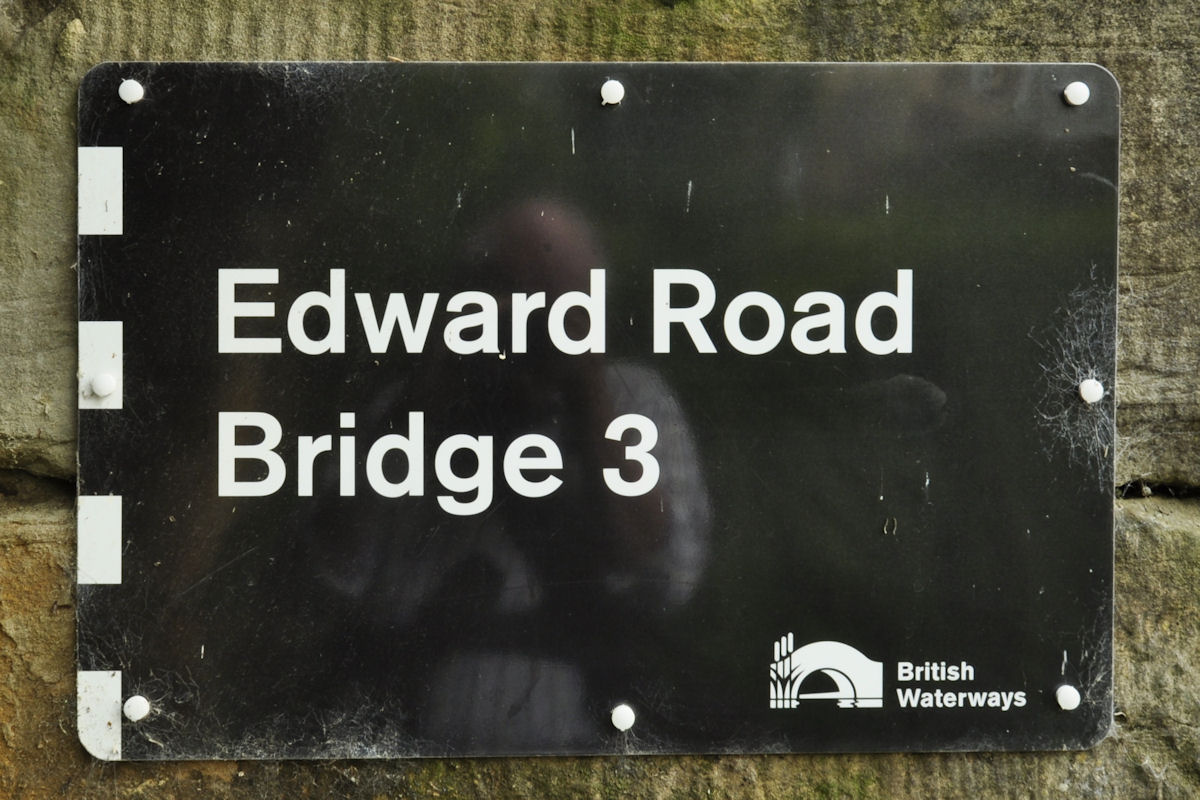 Edward Road
Bridge 3
British
Waterways